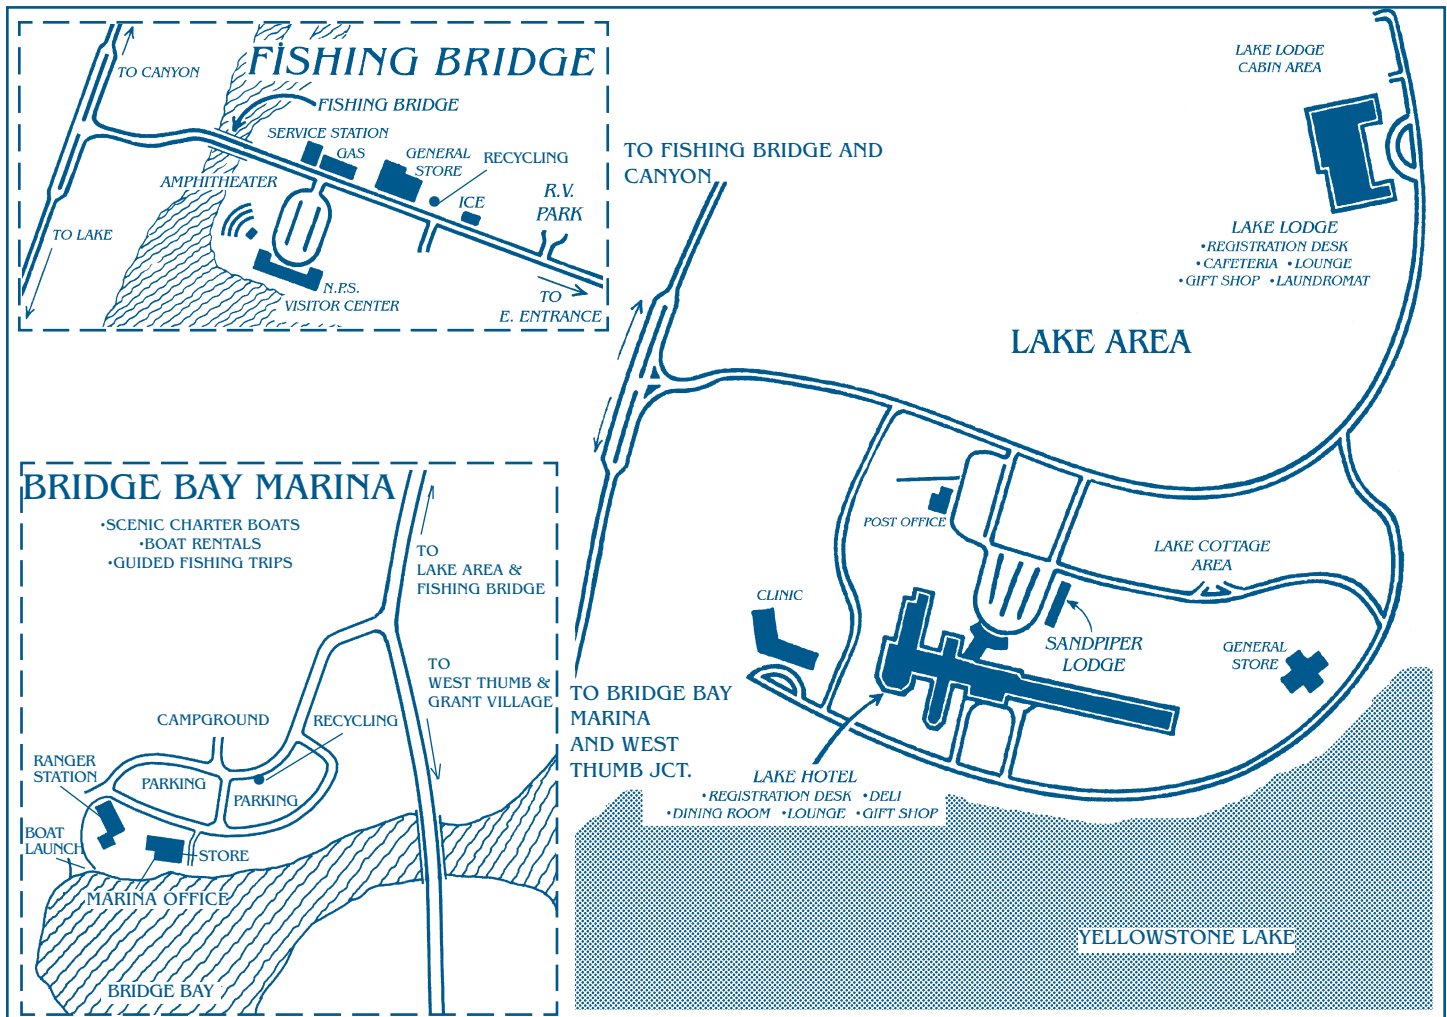 FISHING BRIDGE
TO CANYON
FISHING BRIDGE
SERVICE STATION
GAS
GENERAL
STORE
RECYCLING
AMPHITHEATER
ICE
R.V.
PARK
TO LAKE
N.P.S.
VISITOR CENTER
TO
E. ENTRANCE
BRIDGE BAY MARINA
•SCENIC CHARTER BOATS
•BOAT RENTALS
•GUIDED FISHING TRIPS
TO
LAKE AREA &
FISHING BRIDGE
TO
WEST THUMB &
GRANT VILLAGE
CAMPGROUND
RECYCLING
RANGER
STATION
PARKING
PARKING
BOAT
LAUNCH
STORE
MARINA OFFICE
BRIDGE BAY
LAKE AREA
TO FISHING BRIDGE AND
CANYON
LAKE LODGE
CABIN AREA
LAKE LODGE
•REGISTRATION DESK
•CAFETERIA •LOUNGE
•GIFT SHOP •LAUNDROMAT
POST OFFICE
LAKE COTTAGE
AREA
CLINIC
SANDPIPER
LODGE
GENERAL
STORE
TO BRIDGE BAY
MARINA
AND WEST
THUMB JCT.
LAKE HOTEL
•REGISTRATION DESK •DELI
•DINING ROOM •LOUNGE •GIFT SHOP
YELLOWSTONE LAKE